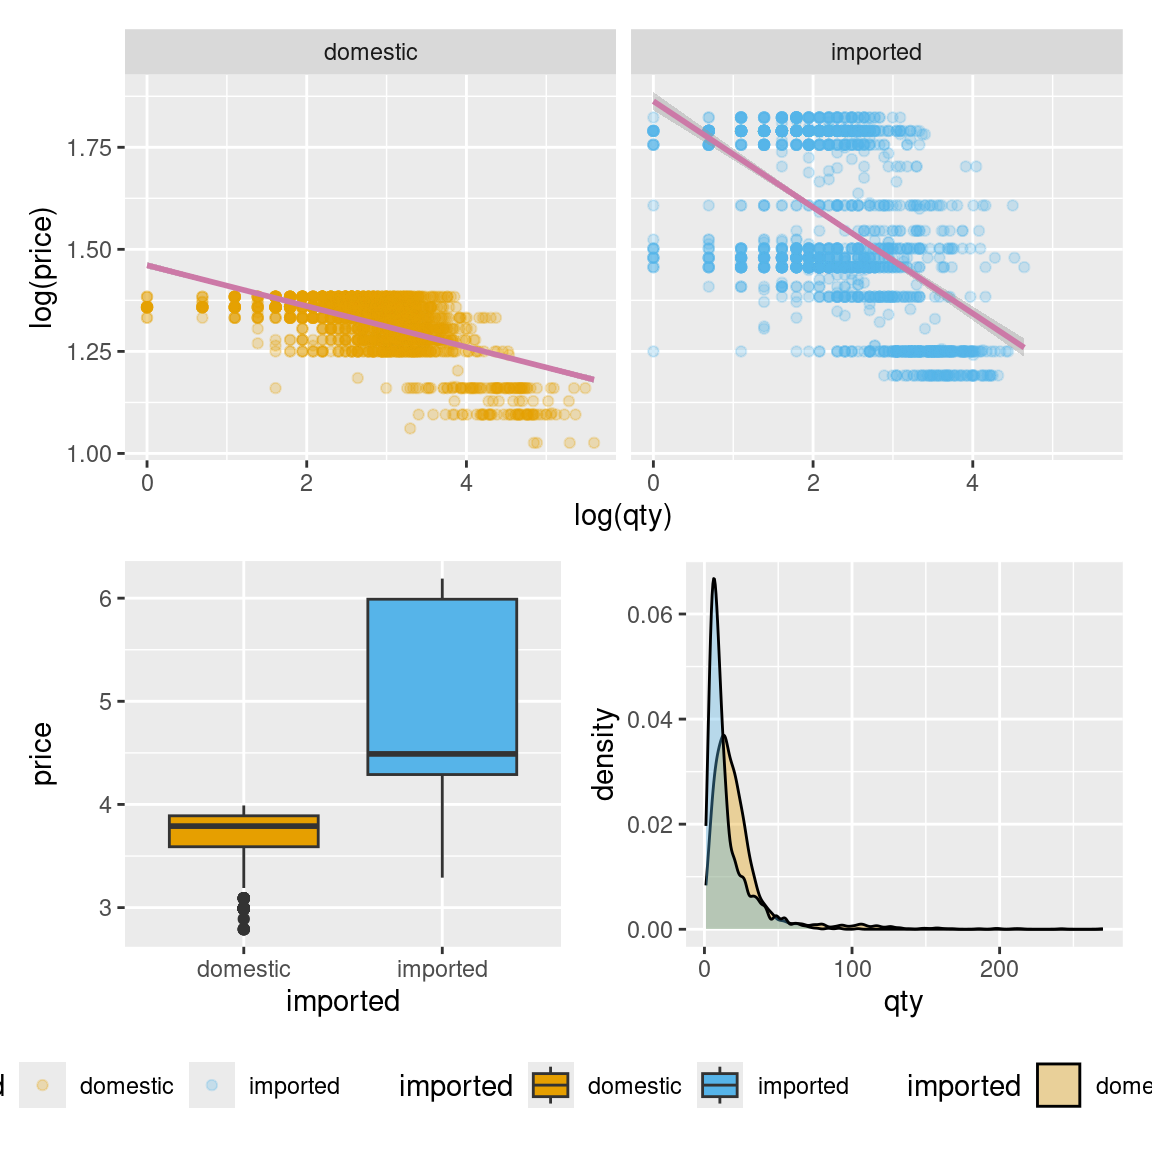 domestic imported
log(price)
1.75
1.50
1.25
1.00
0 2 4 0 2 4
log(qty)
price
6
5
4
3
domestic imported
imported
density
0.06
0.04
0.02
0.00
0 100 200
qty
d domestic imported imported domestic imported imported dome